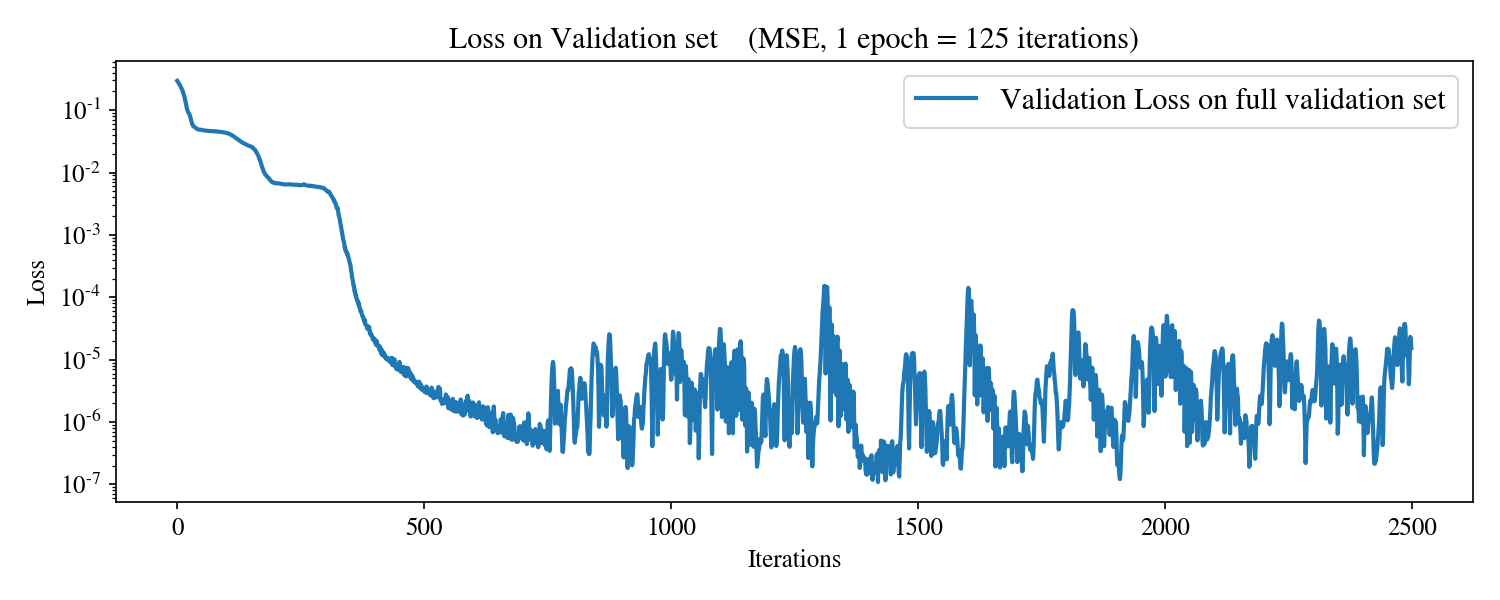 Loss on Validation set (MSE, 1 epoch = 125 iterations)
Validation Loss on full validation set
Loss
10⁻¹
10⁻²
10⁻³
10⁻⁴
10⁻⁵
10⁻⁶
10⁻⁷
0 500 1000 1500 2000 2500
Iterations